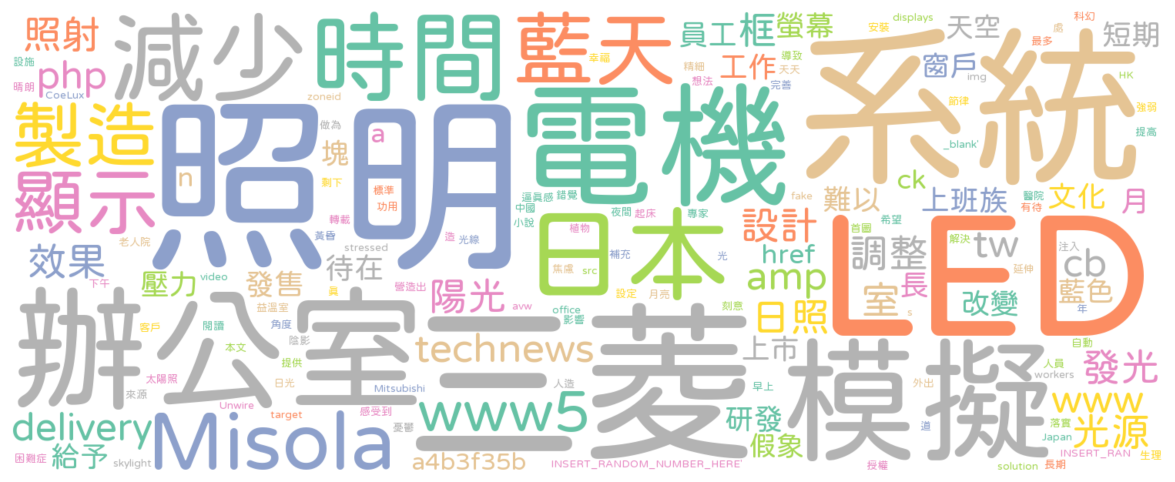 照射
減少
時間
藍天
員工
框
螢幕
displays
安裝
處
科幻
天空
最多
短期
設施
php
晴朗
CoeLux
zoneid
幸福
精細
導致
天天
工作
想法
完善
窗戶
img
HK
系統
製造
照明
電機
做為
塊
a
節律
強弱
_blank'
提高
顯示
n
剩下
標準
功用
逼真感
錯覺
中國
小說
夜間
起床
植物
專家
fake
ck
難以
上班族
醫院
有待
文化
月
轉載
黃昏
造
光線
日本
設計
希望
首圖
老人院
stressed
效果
待在
補充
焦慮
src
光
href
調整
tw
解決
注入
LED
下午
壓力
video
發售
真
營造出
陽光
設定
月亮
amp
室
長
cb
延伸
藍色
益溫室
角度
avw
office
影響
刻意
日照
s
改變
年
辦公室
客戶
閱讀
陰影
三菱
模擬
本文
提供
technews
上市
自動
人員
workers
發光
來源
太陽照
日光
Mitsubishi
人造
早上
外出
Unwire
target
感受到
www5
研發
道
www
落實
delivery
Misola
憂鬱
假象
Japan
光源
困難症
給予
skylight
a4b3f35b
INSERT_RANDOM_NUMBER_HERE
授權
solution
長期
INSERT_RAN
生理